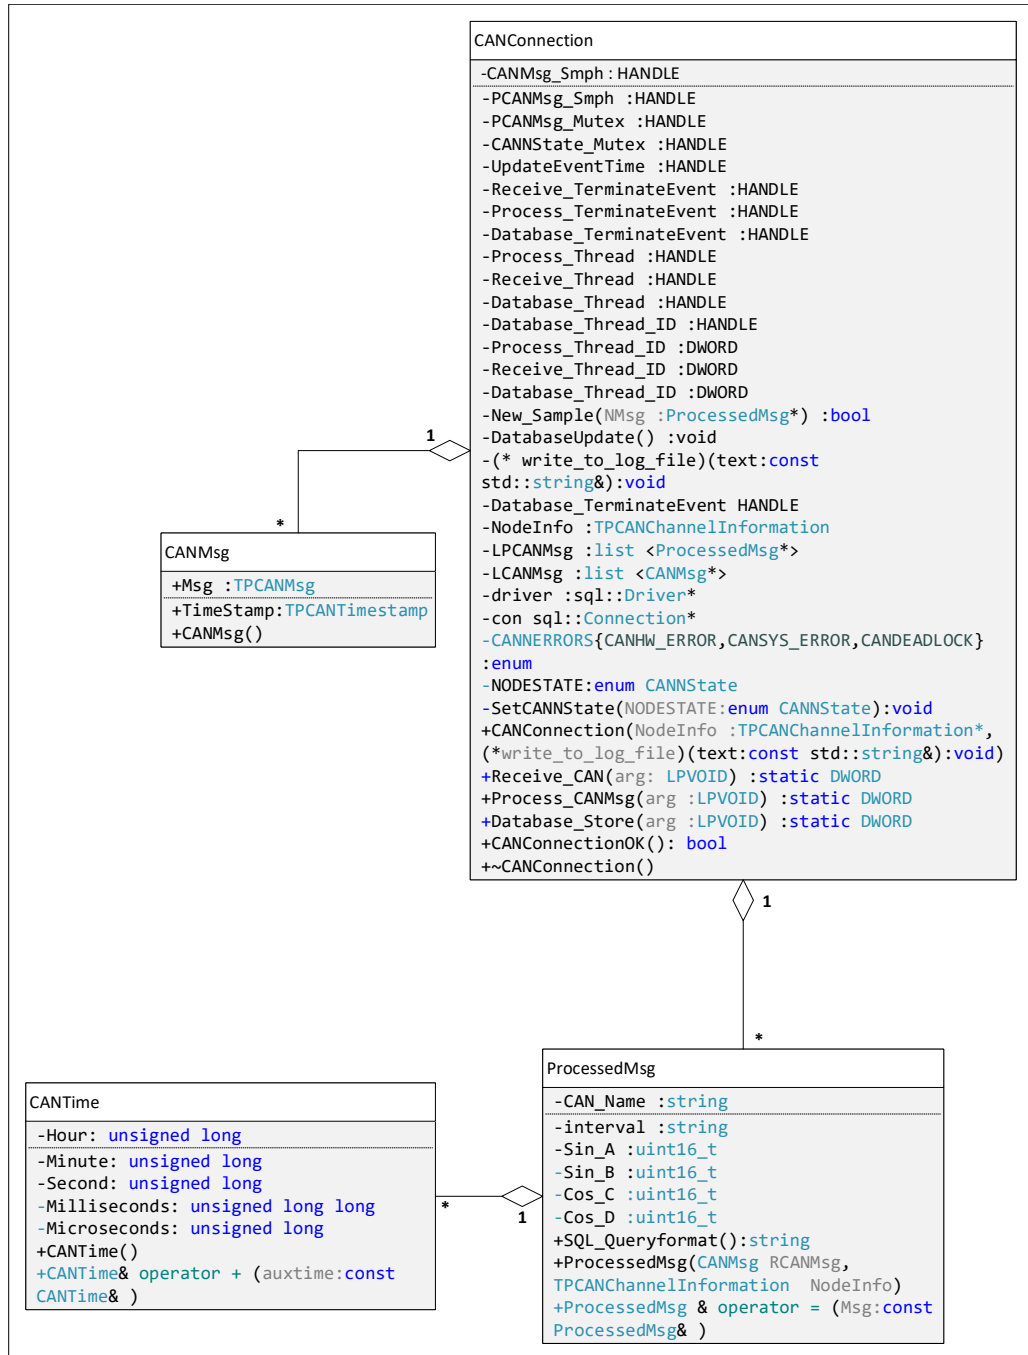 CANConnection
-CANMsg_Smph : HANDLE
-PCANMsg_Smph :HANDLE
-PCANMsg_Mutex :HANDLE
-CANNState_Mutex :HANDLE
-UpdateEventTime :HANDLE
-Receive_TerminateEvent :HANDLE
-Process_TerminateEvent :HANDLE
-Database_TerminateEvent :HANDLE
-Process_Thread :HANDLE
-Receive_Thread :HANDLE
-Database_Thread :HANDLE
-Database_Thread_ID :HANDLE
-Process_Thread_ID :DWORD
-Receive_Thread_ID :DWORD
-Database_Thread_ID :DWORD
-New_Sample(NMsg :ProcessedMsg*) :bool
-DatabaseUpdate() :void
-(* write_to_log_file)(text:const
std::string&):void
-Database_TerminateEvent HANDLE
-NodeInfo :TPCANChannelInformation
-LPCANMsg :list <ProcessedMsg*>
-LCANMsg :list <CANMsg*>
-driver :sql::Driver*
-con sql::Connection*
-CANNERRORS{CANHW_ERROR,CANSYS_ERROR,CANDEADLOCK}
:enum
-NODESTATE:enum CANNState
-SetCANNState(NODESTATE:enum CANNState):void
+CANConnection(NodeInfo :TPCANChannelInformation*,
(*write_to_log_file)(text:const std::string&):void)
+Receive_CAN(arg: LPVOID) :static DWORD
+Process_CANMsg(arg :LPVOID) :static DWORD
+Database_Store(arg :LPVOID) :static DWORD
+CANConnectionOK(): bool
+~CANConnection()
1
*
CANMsg
+Msg :TPCANMsg
+TimeStamp:TPCANTimestamp
+CANMsg()
1
*
ProcessedMsg
-CAN_Name :string
-interval :string
-Sin_A :uint16_t
-Sin_B :uint16_t
-Cos_C :uint16_t
-Cos_D :uint16_t
+SQL_Queryformat():string
+ProcessedMsg(CANMsg RCANMsg,
TPCANChannelInformation NodeInfo)
+ProcessedMsg & operator = (Msg:const
ProcessedMsg& )
1
*
CANTime
-Hour: unsigned long
-Minute: unsigned long
-Second: unsigned long
-Milliseconds: unsigned long long
-Microseconds: unsigned long
+CANTime()
+CANTime& operator + (auxtime:const
CANTime& )